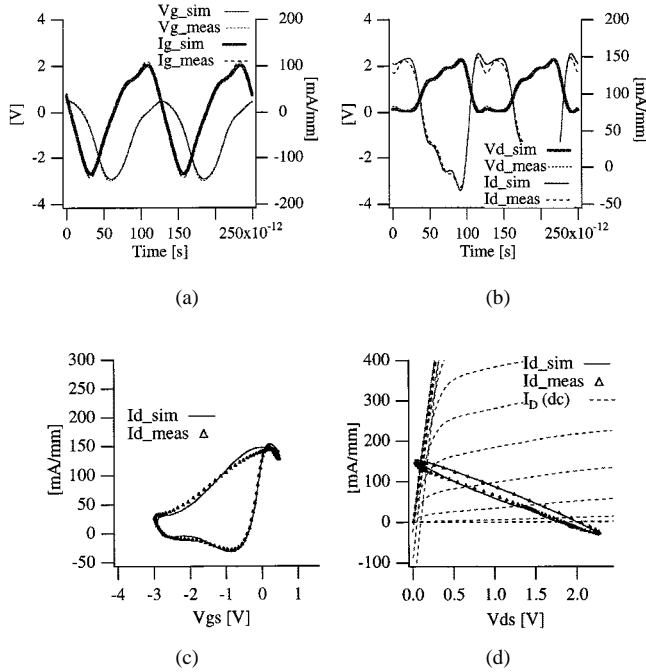 Vg_sim
Vg_meas
Ig_sim
Ig_meas
4
2
0
-2
-4
[V]
200
100
0
-100
-200
[mA/mm]
0 50 100 150 250x10-12
Time [s]
(a)
4
2
0
-2
-4
[V]
200
150
100
50
0
-50
[mA/mm]
Vd_sim
Vd_meas
Id_sim
Id_meas
0 50 100 150 250x10-12
Time [s]
(b)
300
250
200
150
100
50
0
-50
[mA/mm]
Id_sim
Id_meas
-4 -3 -2 -1 0 1
Vgs [V]
(c)
400
300
200
100
0
-100
[mA/mm]
Id_sim
Id_meas
ID (dc)
0.0 0.5 1.0 1.5 2.0
Vds [V]
(d)